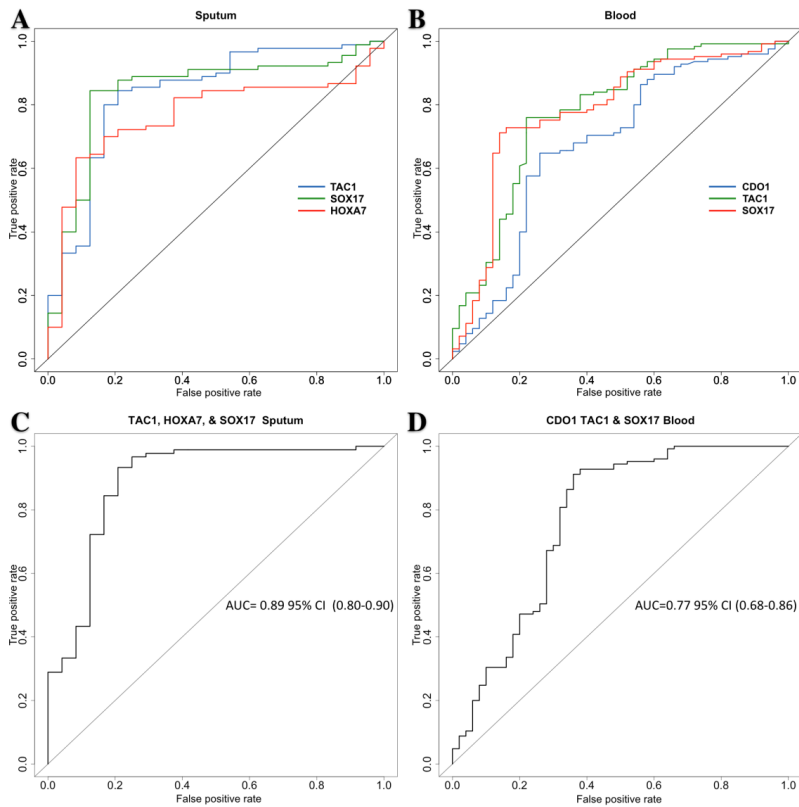 A
Sputum
1.0
0.8
0.6
0.4
0.2
0.0
True positive rate
TAC1
SOX17
HOXA7
0.0 0.2 0.4 0.6 0.8 1.0
False positive rate
B
Blood
1.0
0.8
0.6
0.4
0.2
0.0
True positive rate
CDO1
TAC1
SOX17
0.0 0.2 0.4 0.6 0.8 1.0
False positive rate
C
TAC1, HOXA7, & SOX17 Sputum
1.0
0.8
0.6
0.4
0.2
0.0
True positive rate
AUC= 0.89 95% CI (0.80-0.90)
0.0 0.2 0.4 0.6 0.8 1.0
False positive rate
D
CDO1 TAC1 & SOX17 Blood
1.0
0.8
0.6
0.4
0.2
0.0
True positive rate
AUC=0.77 95% CI (0.68-0.86)
0.0 0.2 0.4 0.6 0.8 1.0
False positive rate